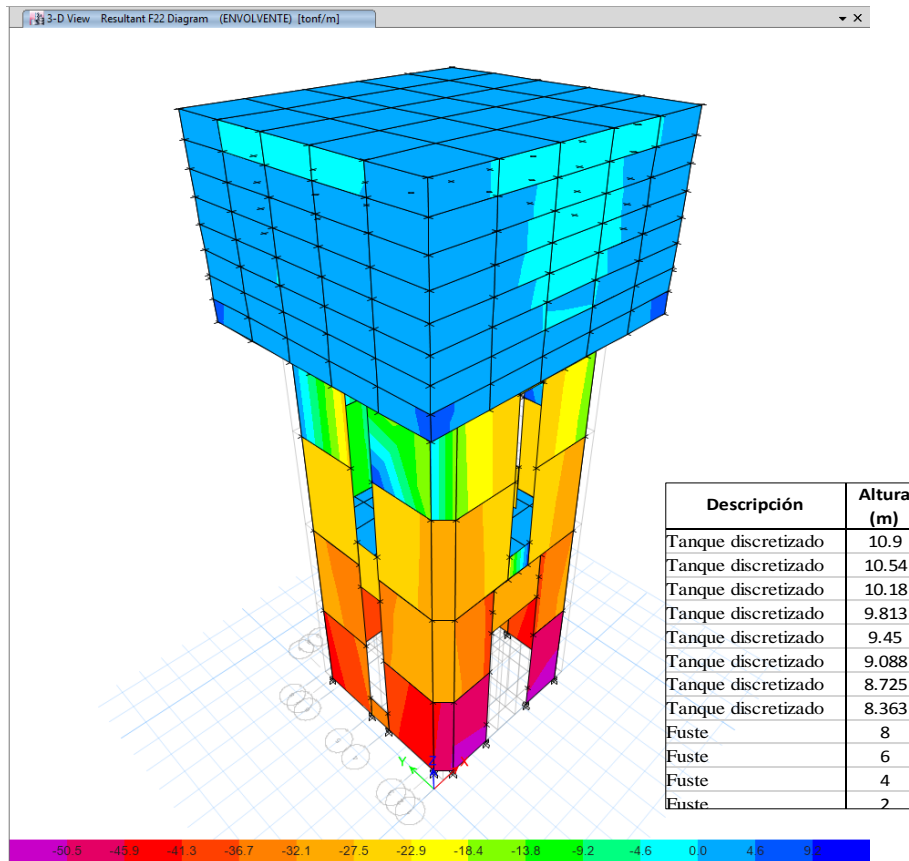 3-D View Resultant F22 Diagram (ENVOLVENTE) [tonf/m]
Descripción Altura (m)
Tanque discretizado 10.9
Tanque discretizado 10.54
Tanque discretizado 10.18
Tanque discretizado 9.813
Tanque discretizado 9.45
Tanque discretizado 9.088
Tanque discretizado 8.725
Tanque discretizado 8.363
Fuste 8
Fuste 6
Fuste 4
Fuste 2
Y Z X
-50.5 -45.9 -41.3 -36.7 -32.1 -27.5 -22.9 -18.4 -13.8 -9.2 -4.6 0.0 4.6